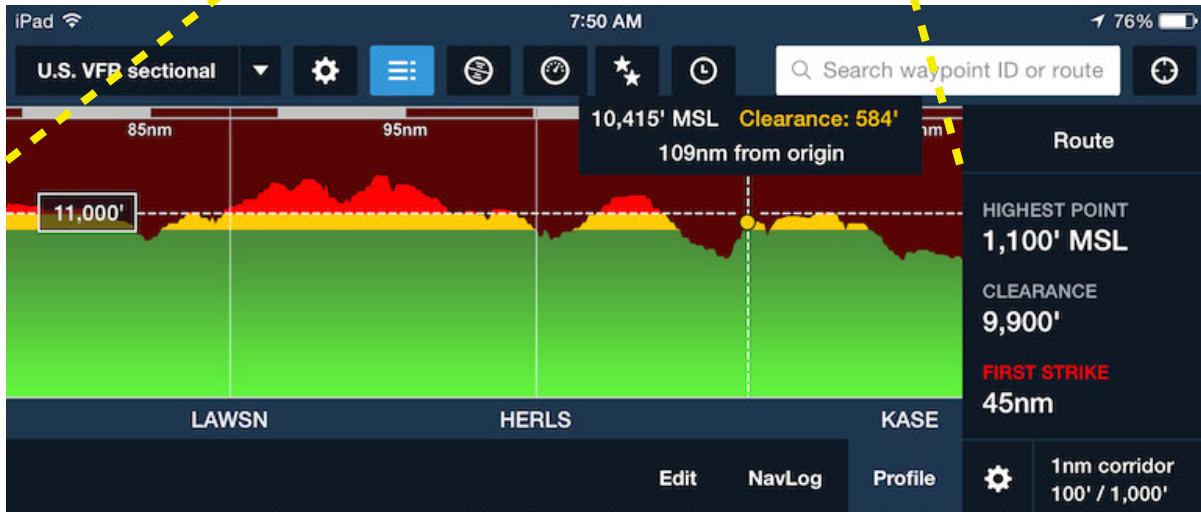 iPad 7:50 AM 76%
U.S. VFR sectional Search waypoint ID or route
85nm 95nm nm
10,415' MSL Clearance: 584'
109nm from origin
11,000'
Route
HIGHEST POINT
1,100' MSL
CLEARANCE
9,900'
FIRST STRIKE
45nm
LAWSN HERLS KASE
Edit NavLog Profile
1nm corridor
100' / 1,000'